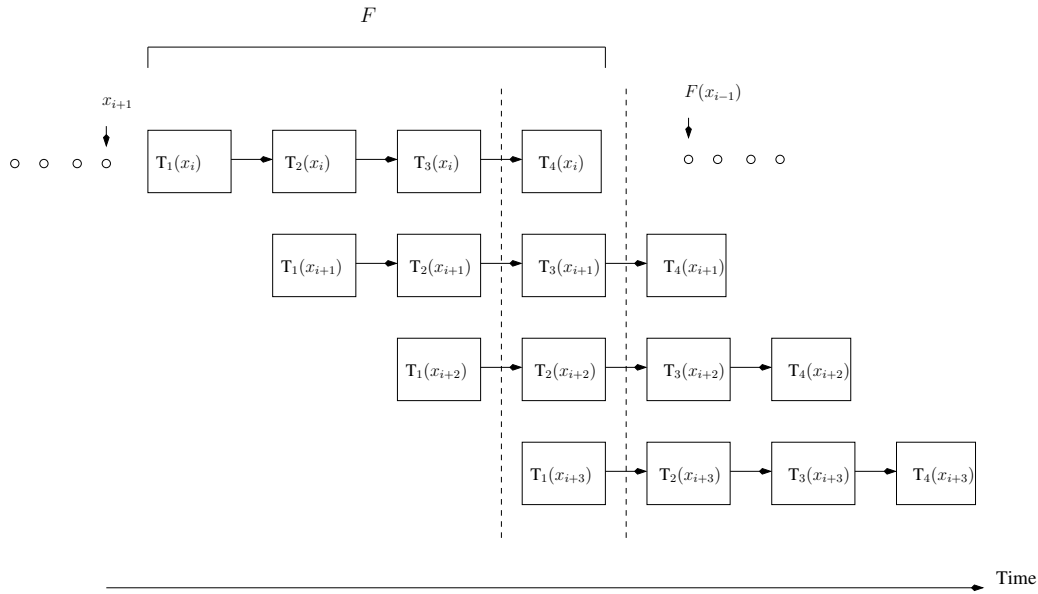 F
x_{i+1}
F(x_{i−1})
T_1(x_i) T_2(x_i) T_3(x_i) T_4(x_i)
T_1(x_{i+1}) T_2(x_{i+1}) T_3(x_{i+1}) T_4(x_{i+1})
T_1(x_{i+2}) T_2(x_{i+2}) T_3(x_{i+2}) T_4(x_{i+2})
T_1(x_{i+3}) T_2(x_{i+3}) T_3(x_{i+3}) T_4(x_{i+3})
Time